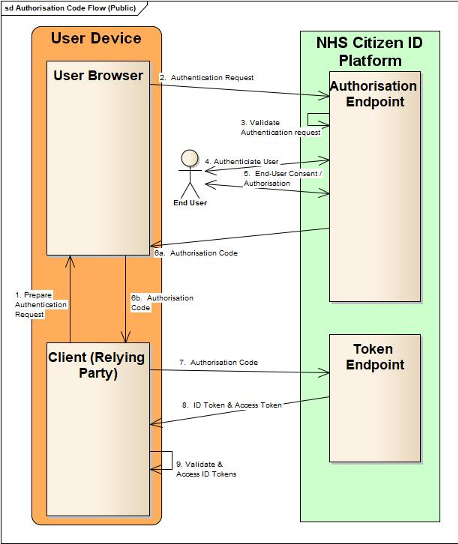 sd Authorisation Code Flow (Public)
User Device
NHS Citizen ID
Platform
User Browser
Authorisation
Endpoint
2. Authentication Request
3. Validate
Authentication request
4. Authenticiate User
5. End-User Consent /
Authorisation
End User
6a. Authorisation Code
1. Prepare
Authentication
Request
6b. Authorisation
Code
Client (Relying
Party)
Token
Endpoint
7. Authorisation Code
8. ID Token & Access Token
9. Validate &
Access ID Tokens